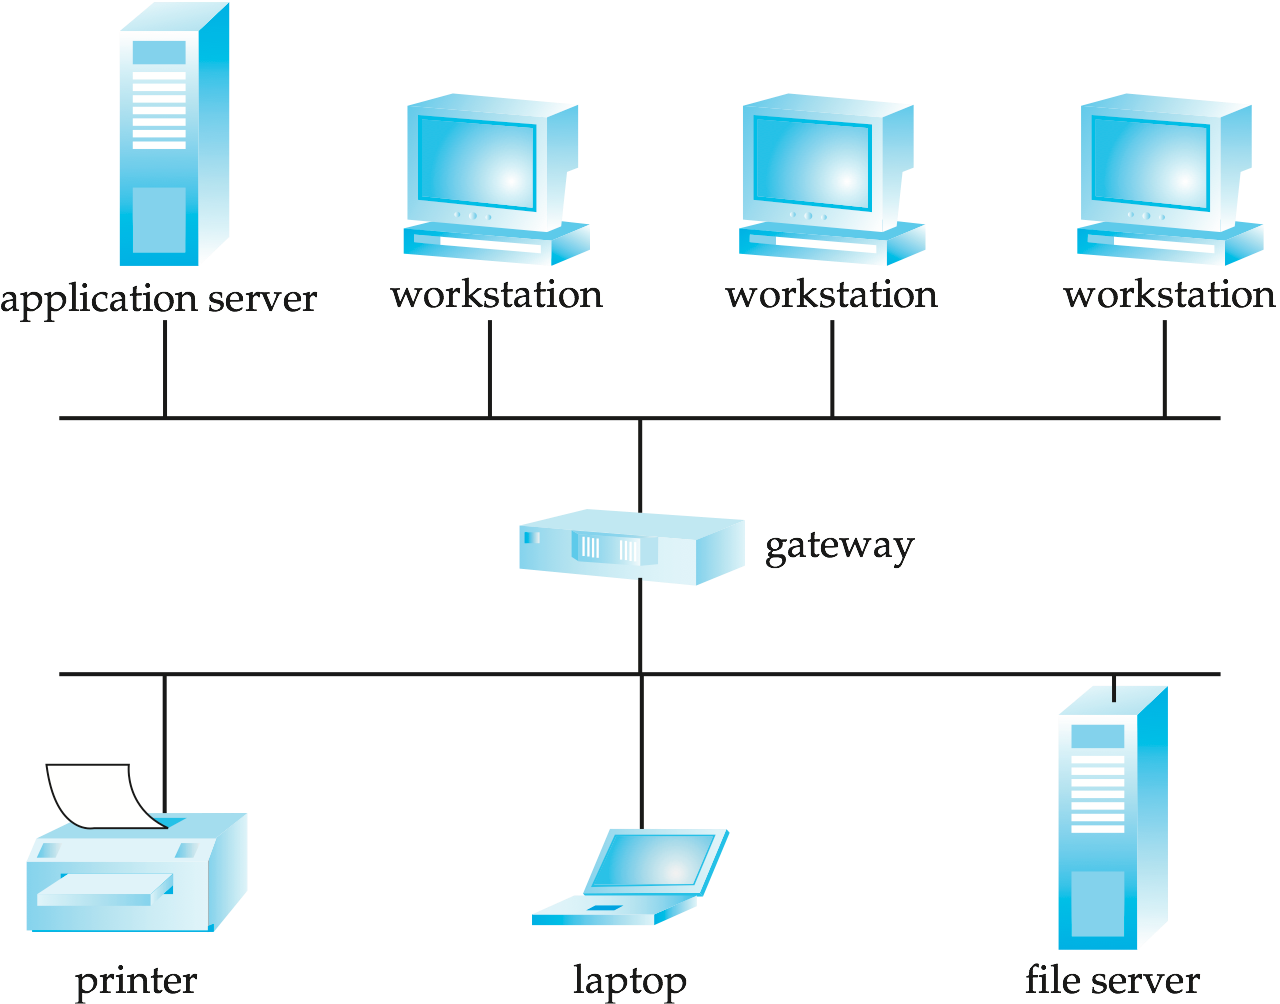 application server
workstation
workstation
workstation
gateway
printer
laptop
file server